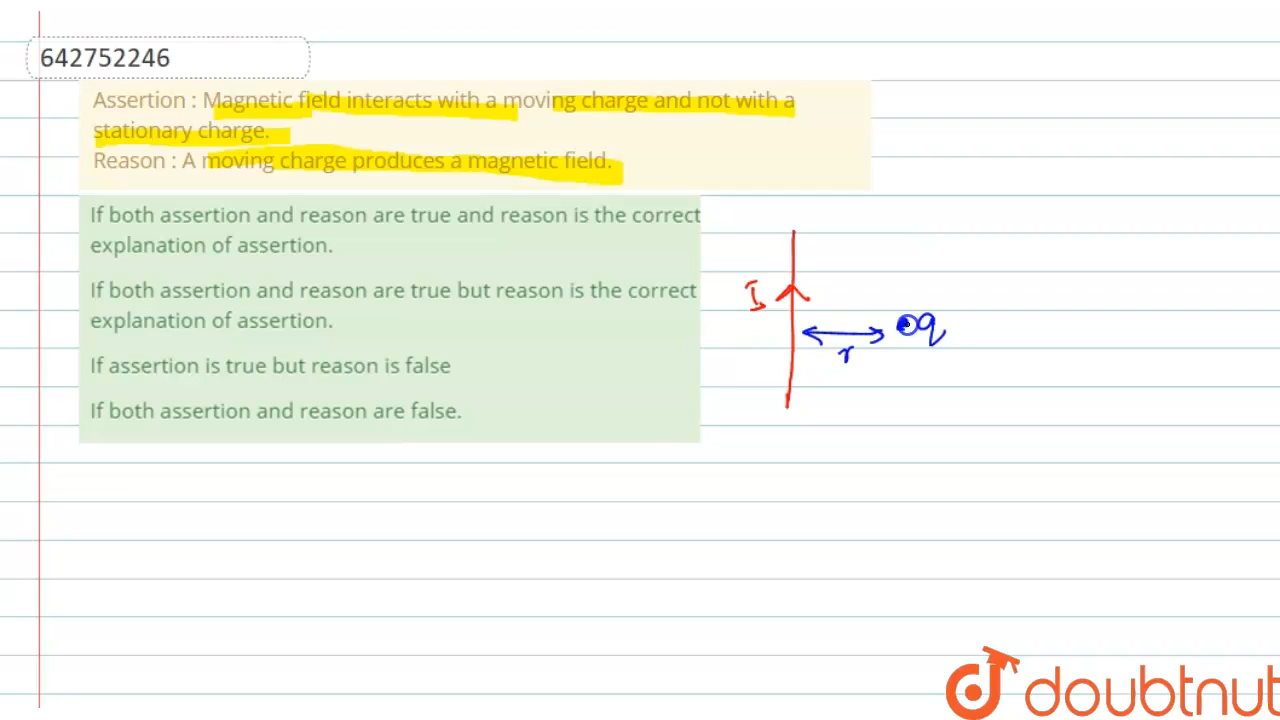 642752246
Assertion : Magnetic field interacts with a moving charge and not with a
stationary charge.
Reason : A moving charge produces a magnetic field.
If both assertion and reason are true and reason is the correct
explanation of assertion.
If both assertion and reason are true but reason is the correct
explanation of assertion.
If assertion is true but reason is false
If both assertion and reason are false.
I
q
r
doubtnut